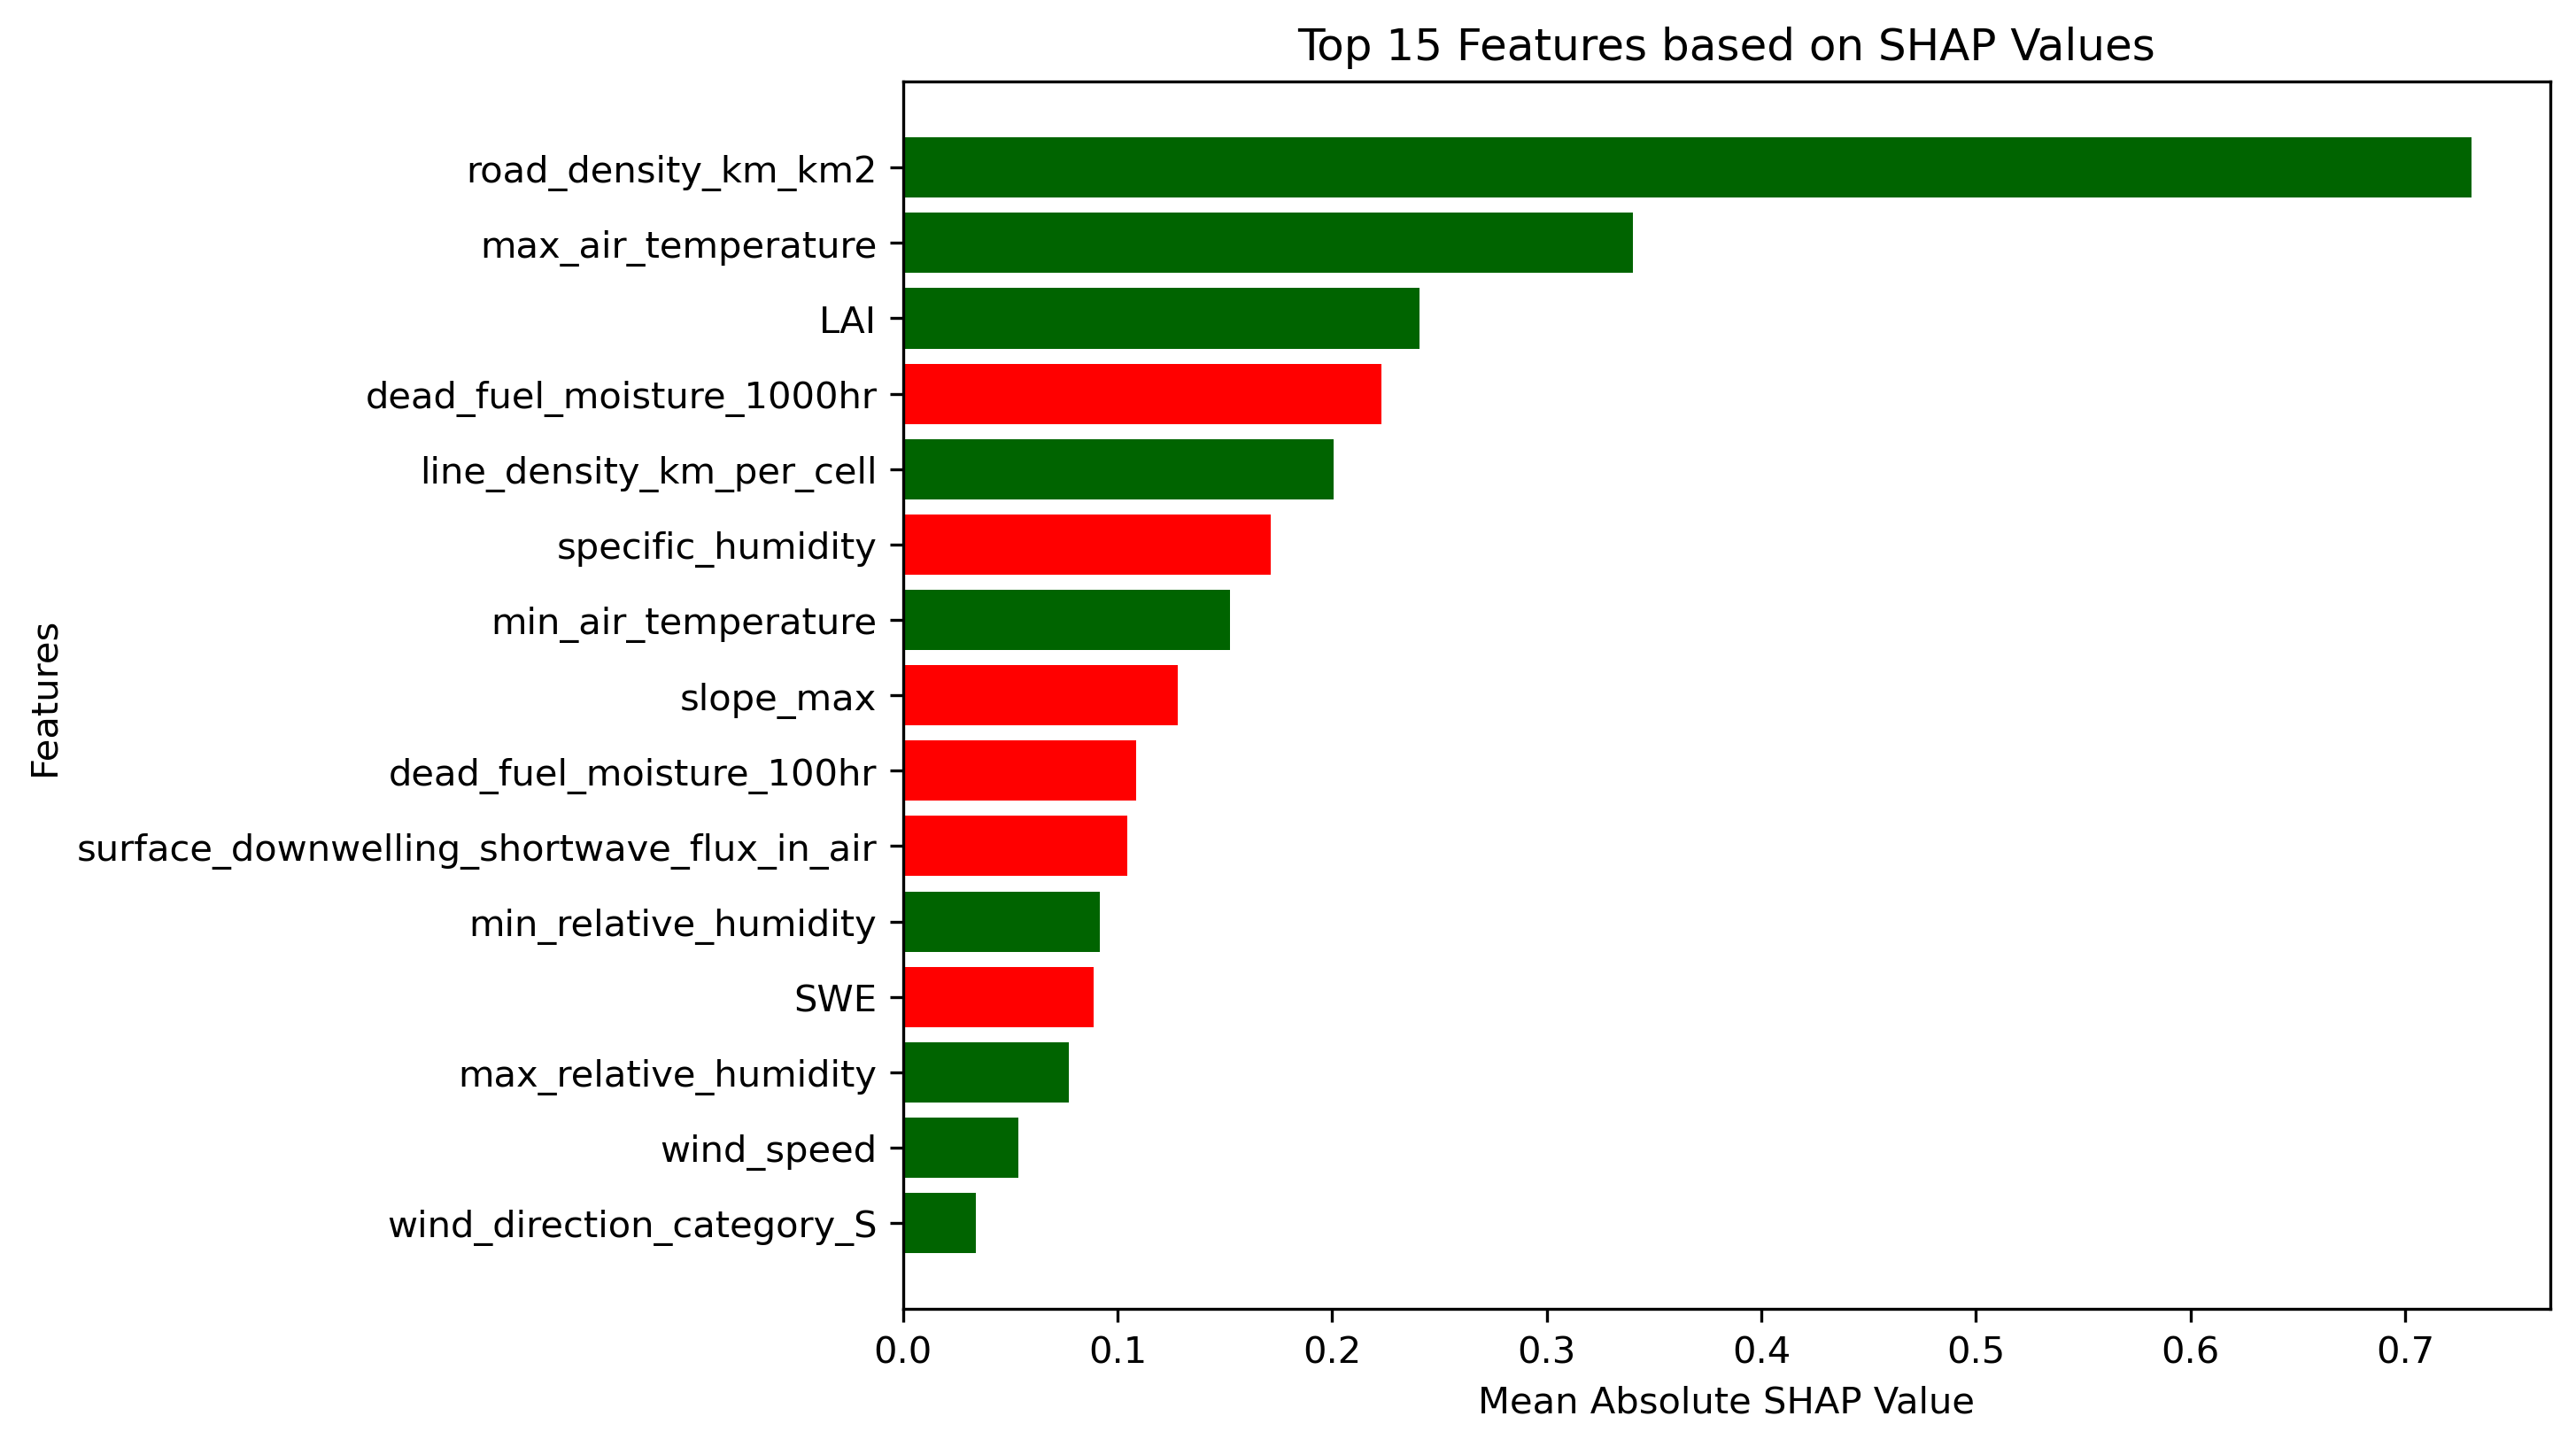 Top 15 Features based on SHAP Values
Features
road_density_km_km2
max_air_temperature
LAI
dead_fuel_moisture_1000hr
line_density_km_per_cell
specific_humidity
min_air_temperature
slope_max
dead_fuel_moisture_100hr
surface_downwelling_shortwave_flux_in_air
min_relative_humidity
SWE
max_relative_humidity
wind_speed
wind_direction_category_S
0.0 0.1 0.2 0.3 0.4 0.5 0.6 0.7
Mean Absolute SHAP Value